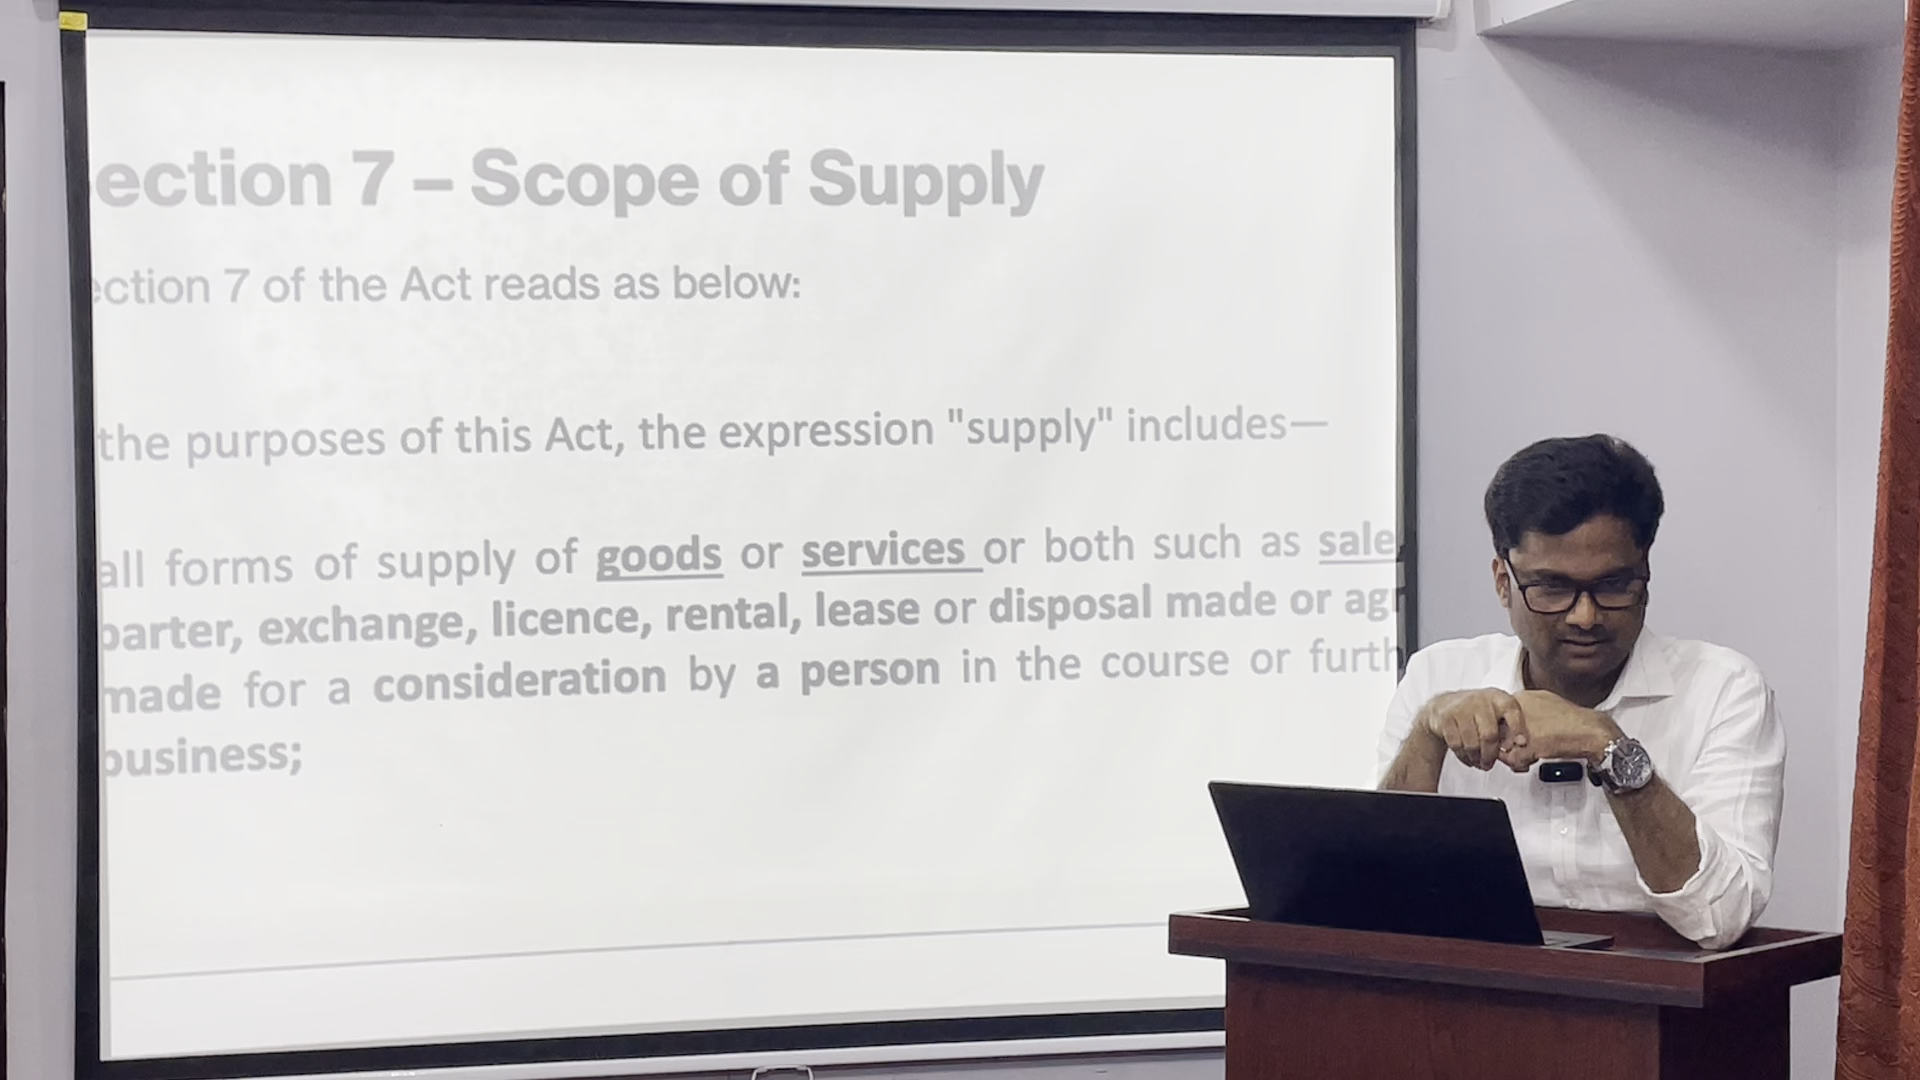 ection 7 – Scope of Supply
ction 7 of the Act reads as below:
the purposes of this Act, the expression "supply" includes—
all forms of supply of goods or services or both such as sale,
barter, exchange, licence, rental, lease or disposal made or agr
made for a consideration by a person in the course or furth
business;